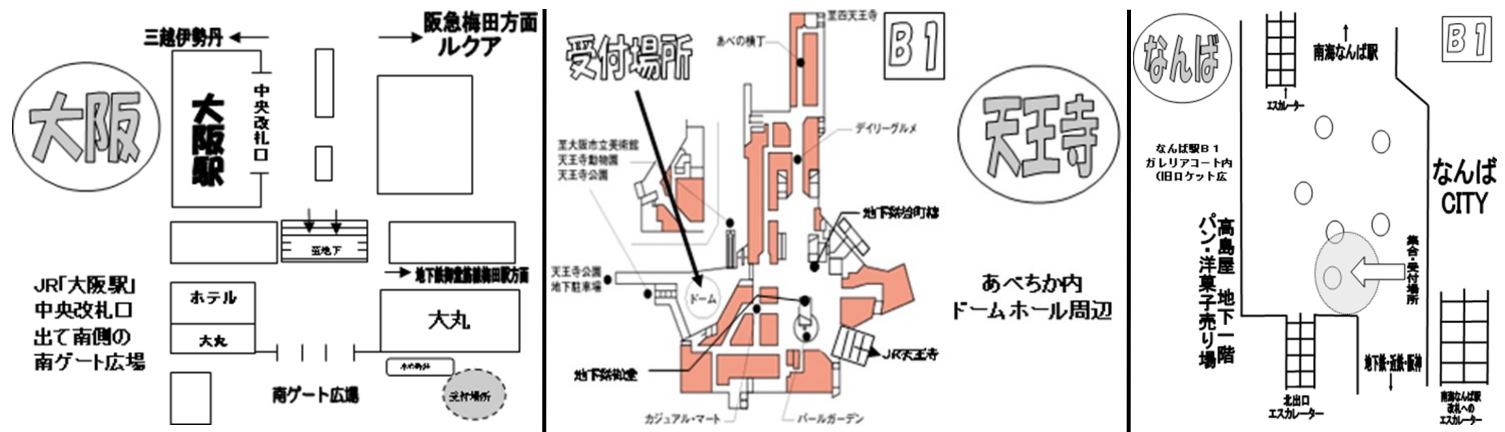 三越伊勢丹
阪急梅田方面
ルクア
大阪
中央改札口
大阪駅
至地下
地下鉄御堂筋線梅田駅方面
JR「大阪駅」
中央改札口
出て南側の
南ゲート広場
ホテル
大丸
大丸
水の時計
南ゲート広場
受付場所
受付場所
B1
至四天王寺
あべの横丁
天王寺
デイリーグルメ
至大阪市立美術館
天王寺動物園
天王寺公園
天王寺公園
地下駐車場
ドーム
あべちか内
ドームホール周辺
JR天王寺
カジュアル・マート
パールガーデン
なんば
B1
南海なんば駅
エスカレーター
なんば駅B1
ガレリアコート内
(旧ロケット広
なんば
CITY
高島屋 地下一階
パン・洋菓子売り場
集合・受付場所
地下鉄・近鉄・阪神
北出口
エスカレーター
南海なんば駅
改札への
エスカレーター